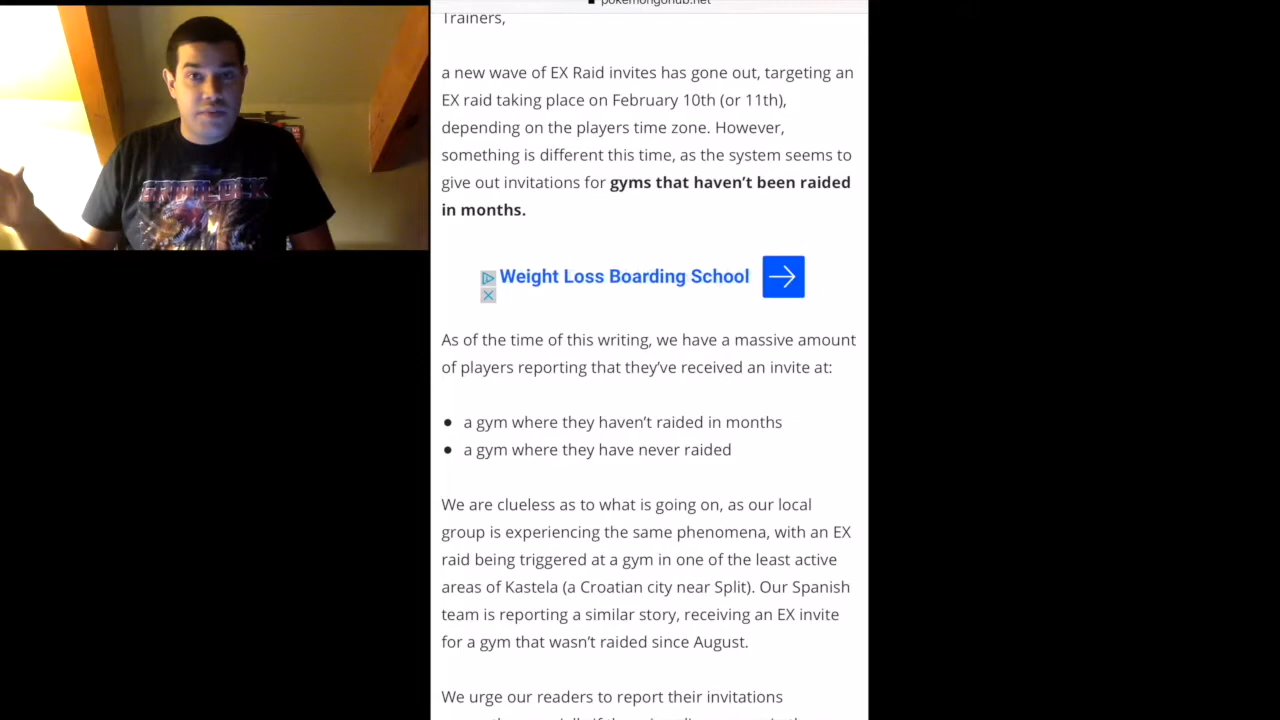 pokemongohub.net
Trainers,
a new wave of EX Raid invites has gone out, targeting an
EX raid taking place on February 10th (or 11th),
depending on the players time zone. However,
something is different this time, as the system seems to
give out invitations for gyms that haven’t been raided
in months.
Weight Loss Boarding School
As of the time of this writing, we have a massive amount
of players reporting that they’ve received an invite at:
● a gym where they haven’t raided in months
● a gym where they have never raided
We are clueless as to what is going on, as our local
group is experiencing the same phenomena, with an EX
raid being triggered at a gym in one of the least active
areas of Kastela (a Croatian city near Split). Our Spanish
team is reporting a similar story, receiving an EX invite
for a gym that wasn’t raided since August.
We urge our readers to report their invitations